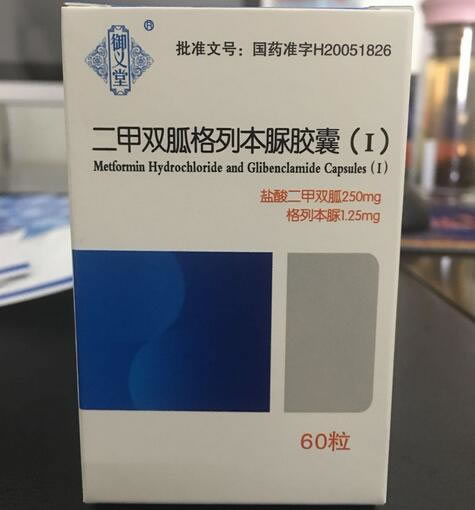 御义堂®
批准文号：国药准字H20051826
二甲双胍格列本脲胶囊（I）
Metformin Hydrochloride and Glibenclamide Capsules (I)
盐酸二甲双胍250mg
格列本脲1.25mg
60粒